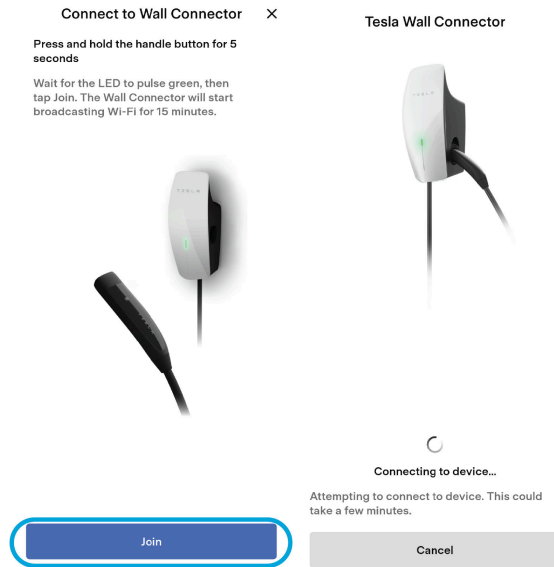 Connect to Wall Connector
Press and hold the handle button for 5
seconds
Wait for the LED to pulse green, then
tap Join. The Wall Connector will start
broadcasting Wi-Fi for 15 minutes.
TESLA
Join
Tesla Wall Connector
TESLA
Connecting to device...
Attempting to connect to device. This could
take a few minutes.
Cancel